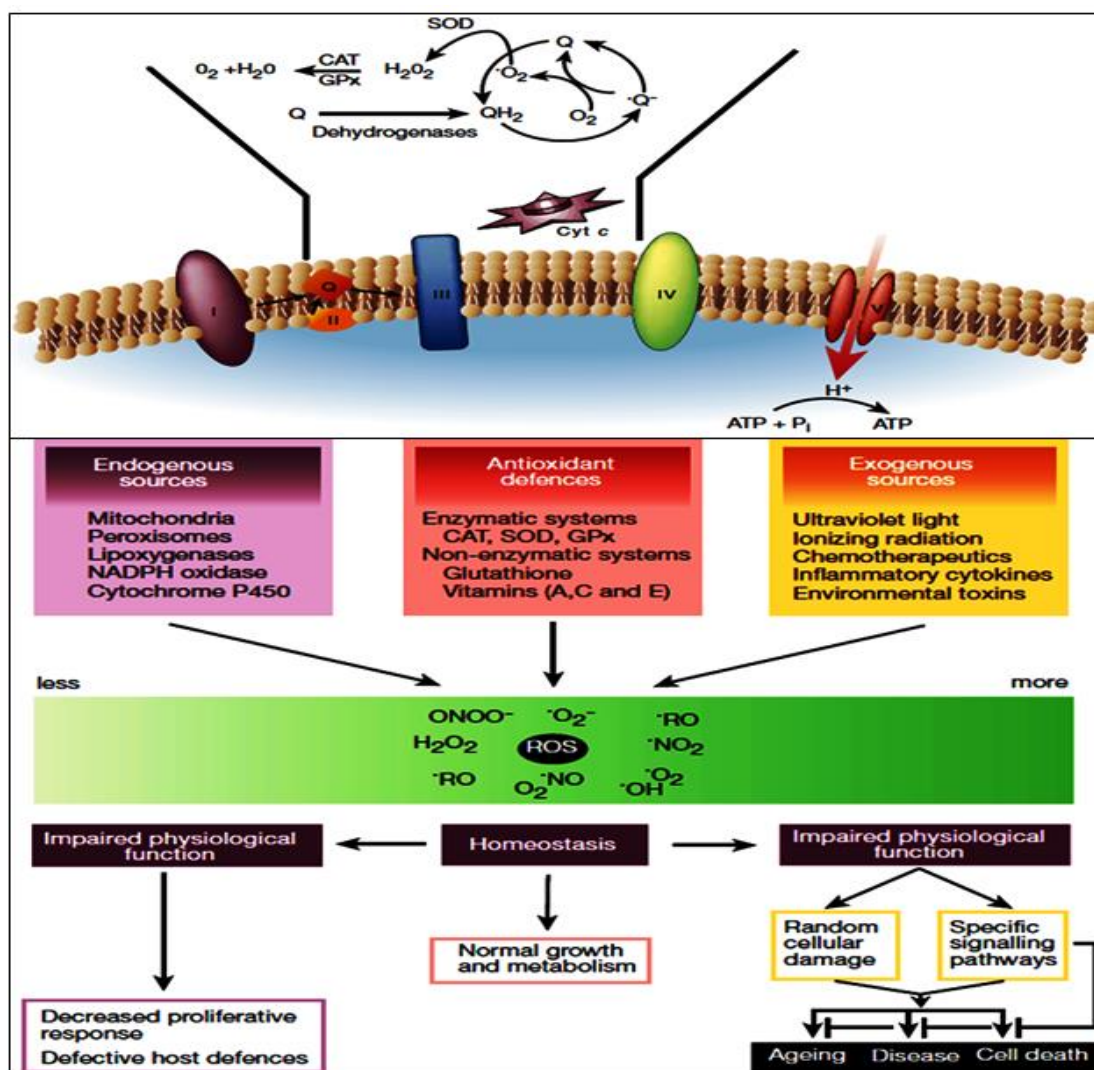 SOD
O₂ +H₂O
CAT
GPx
H₂O₂
·O₂
Q
·Q⁻
Q
Dehydrogenases
QH₂
O₂
Cyt c
I
Q
II
III
IV
V
H⁺
ATP + Pᵢ
ATP
Endogenous
sources
Mitochondria
Peroxisomes
Lipoxygenases
NADPH oxidase
Cytochrome P450
Antioxidant
defences
Enzymatic systems
CAT, SOD, GPx
Non-enzymatic systems
Glutathione
Vitamins (A,C and E)
Exogenous
sources
Ultraviolet light
Ionizing radiation
Chemotherapeutics
Inflammatory cytokines
Environmental toxins
less
more
ONOO⁻ ·O₂⁻ ·RO
H₂O₂ ROS ·NO₂
·RO O₂ ·NO ·OH ·O₂
Impaired physiological
function
Homeostasis
Impaired physiological
function
Normal growth
and metabolism
Random
cellular
damage
Specific
signalling
pathways
Decreased proliferative
response
Defective host defences
Ageing Disease Cell death